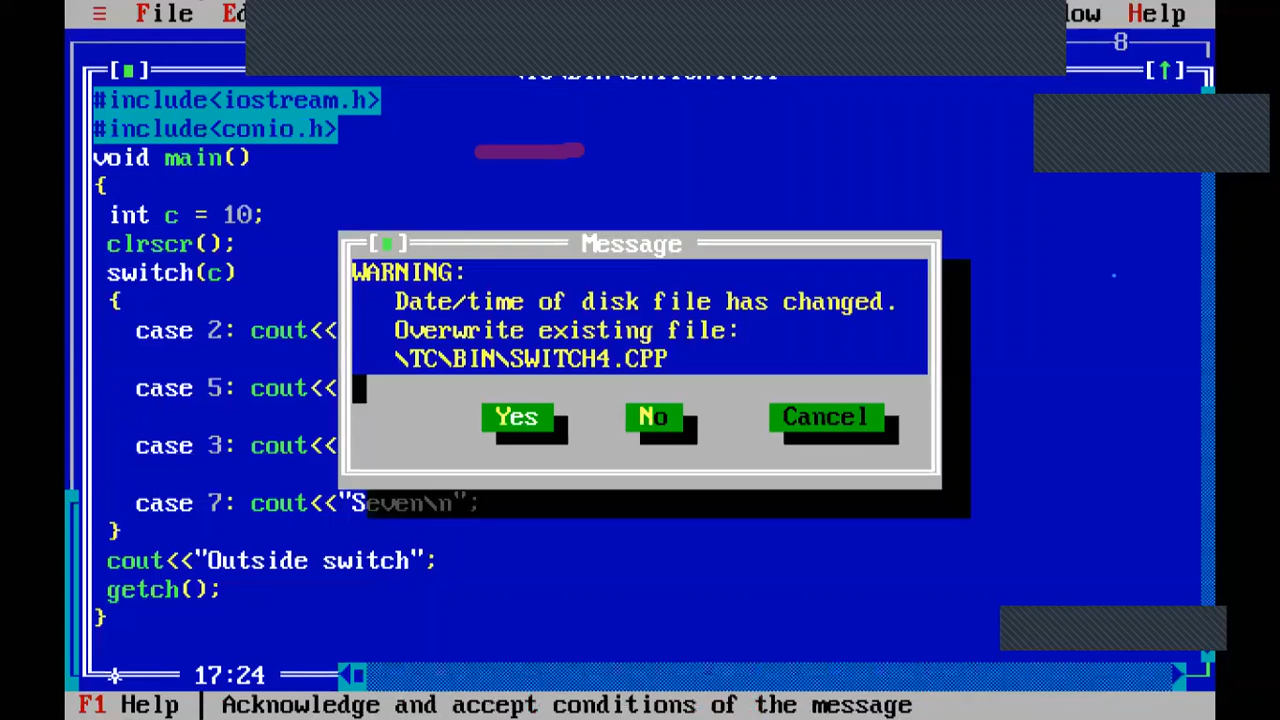 ≡ File
Help
8
[■]
[↑]
#include<iostream.h>
#include<conio.h>
void main()
{
int c = 10;
clrscr();
switch(c)
{
case 2: cout<<
case 5: cout<<
case 3: cout<<
case 7: cout<<"Seven\n";
}
cout<<"Outside switch";
getch();
}
[■] Message
WARNING:
Date/time of disk file has changed.
Overwrite existing file:
\TC\BIN\SWITCH4.CPP
Yes No Cancel
17:24
F1 Help | Acknowledge and accept conditions of the message